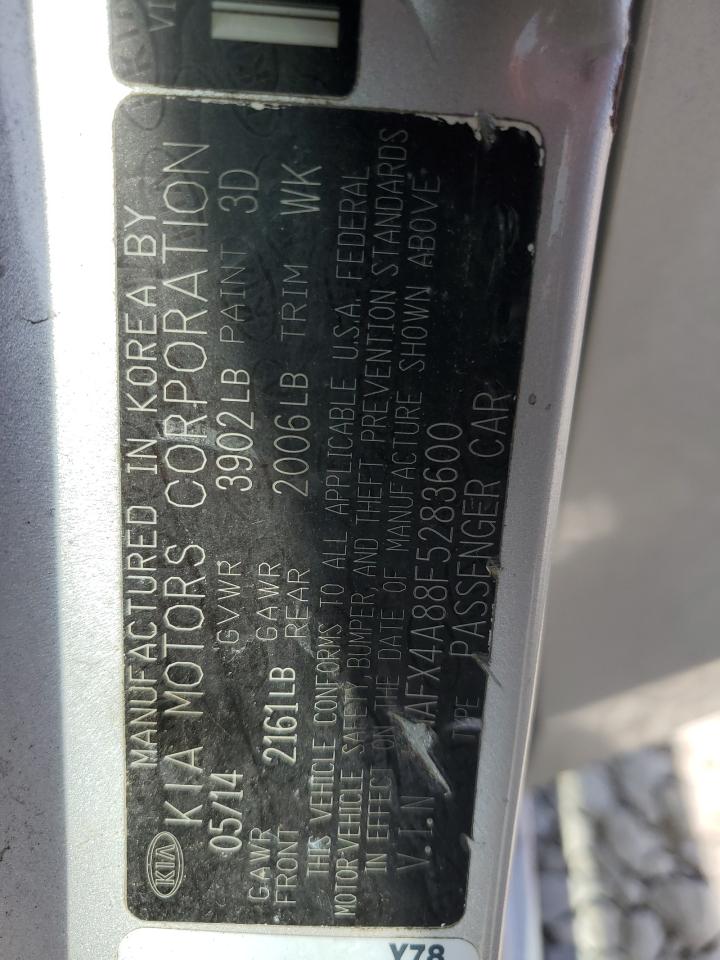 VI
MANUFACTURED IN KOREA BY
KIA KIA MOTORS CORPORATION
05/14 GVWR 3902LB PAINT 3D
GAWR FRONT 2161LB GAWR REAR 2006LB TRIM WK
THIS VEHICLE CONFORMS TO ALL APPLICABLE U.S.A. FEDERAL
MOTOR VEHICLE SAFETY, BUMPER, AND THEFT PREVENTION STANDARDS
IN EFFECT ON THE DATE OF MANUFACTURE SHOWN ABOVE
V.I.N AFX4A88F5283600
TYPE PASSENGER CAR
Y78